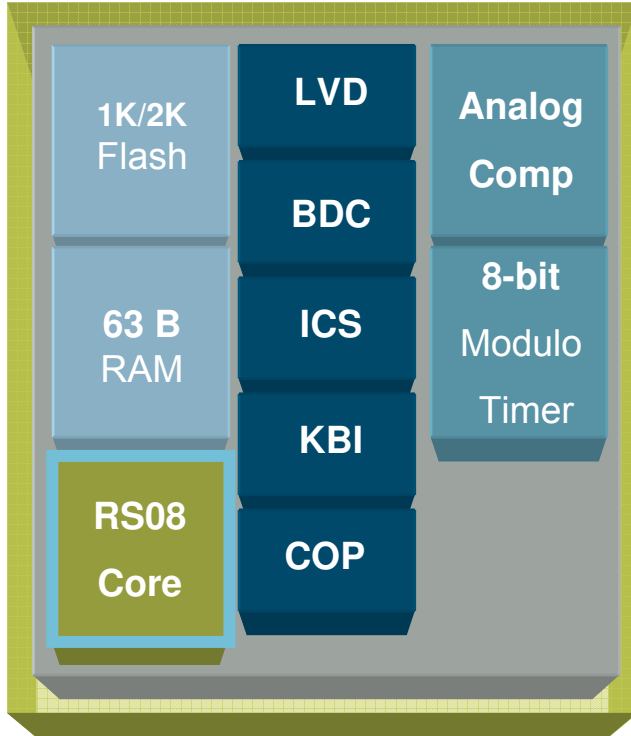 1K/2K
Flash
63 B
RAM
RS08
Core
LVD
BDC
ICS
KBI
COP
Analog
Comp
8-bit
Modulo
Timer